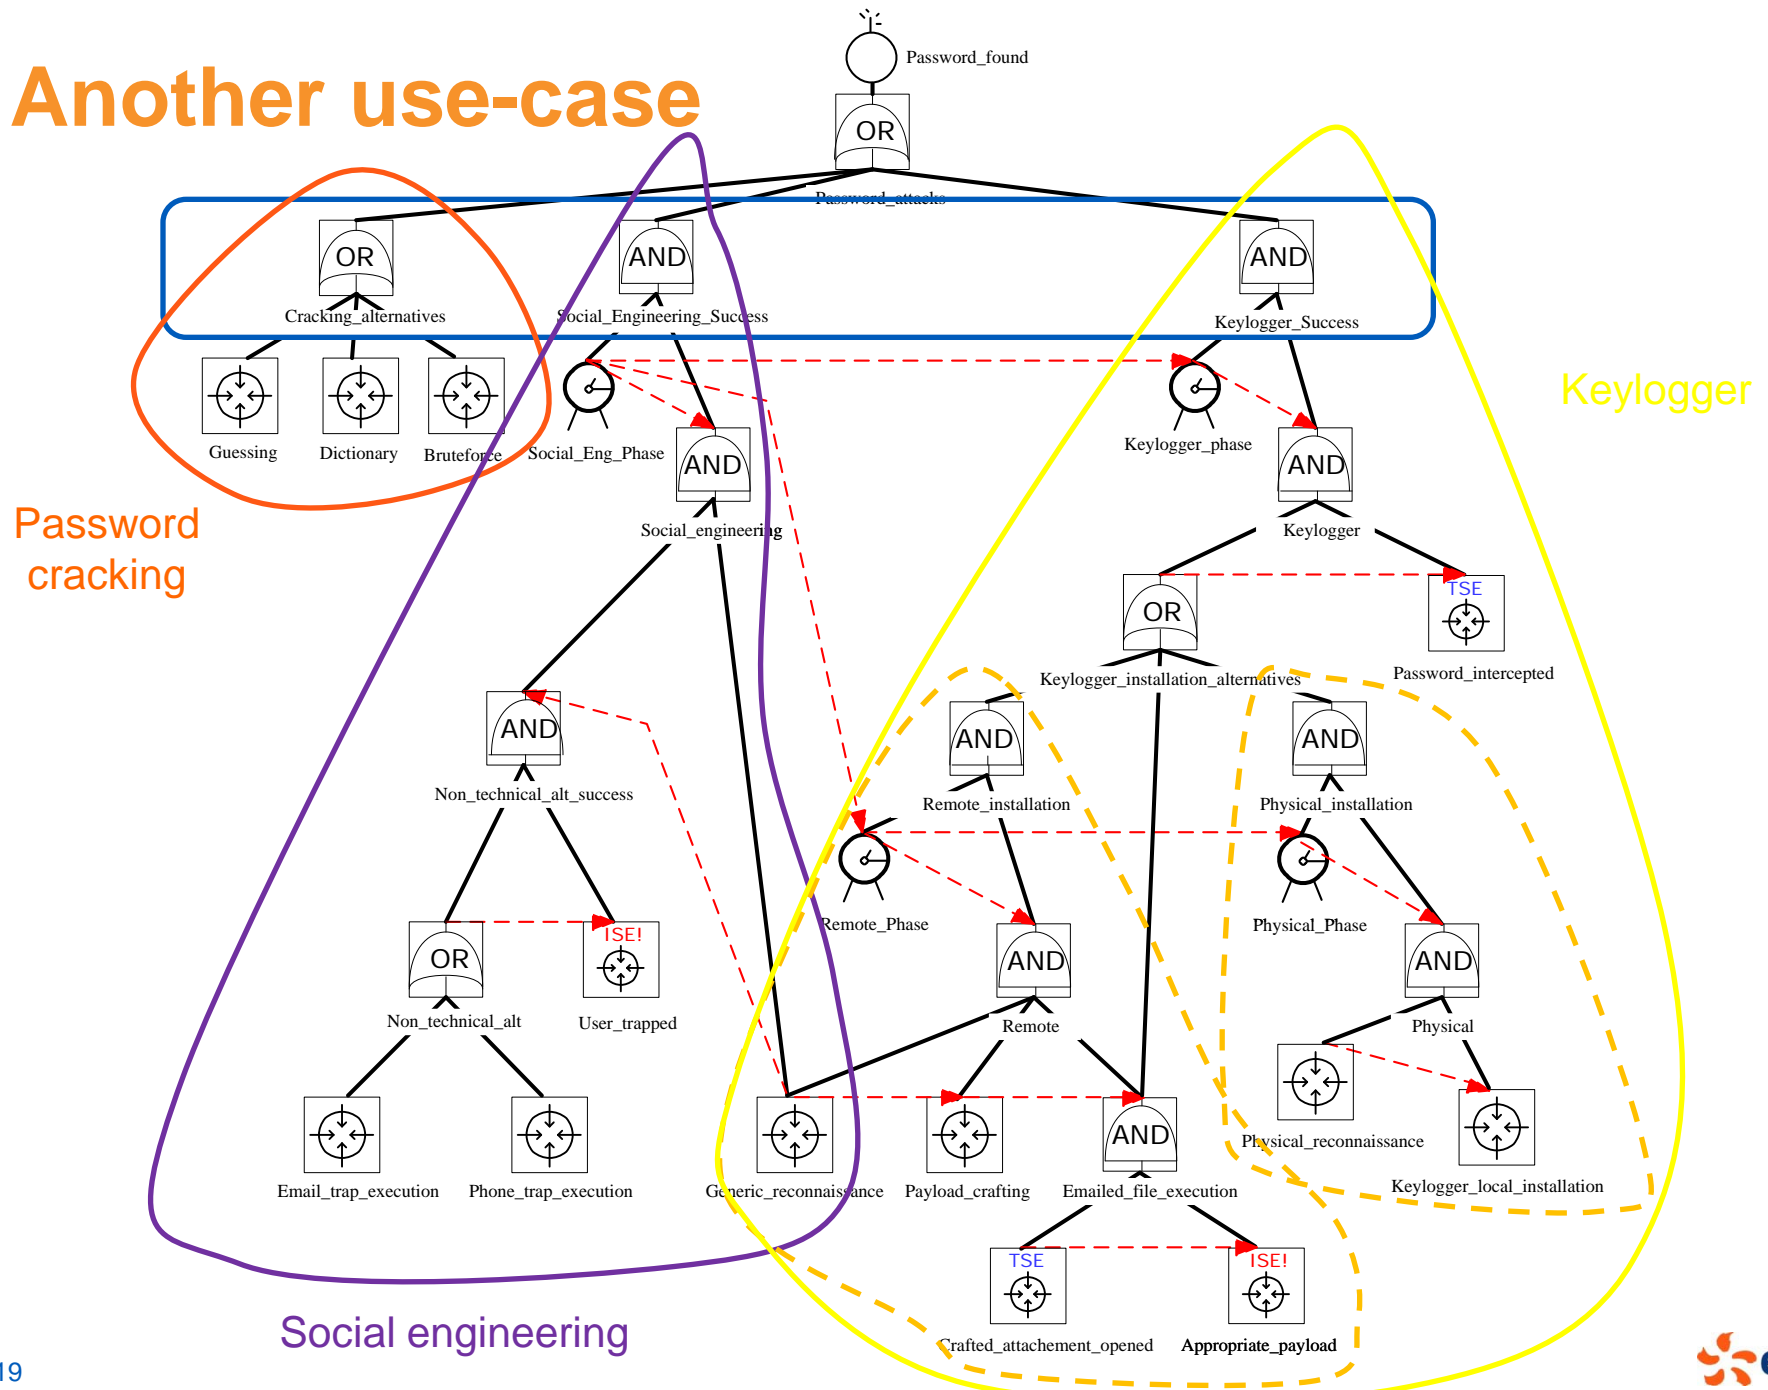 Another use-case
Password_found
OR
Password_attacks
OR
AND
AND
Cracking_alternatives
Social_Engineering_Success
Keylogger_Success
Keylogger
Guessing
Dictionary
Bruteforce
Social_Eng_Phase
AND
Keylogger_phase
AND
Password
cracking
Social_engineering
Keylogger
OR
TSE
Keylogger_installation_alternatives
Password_intercepted
AND
AND
AND
Non_technical_alt_success
Remote_installation
Physical_installation
OR
ISE!
Remote_Phase
Physical_Phase
AND
AND
Non_technical_alt
User_trapped
Remote
Physical
AND
Physical_reconnaissance
Email_trap_execution
Phone_trap_execution
Generic_reconnaissance
Payload_crafting
Emailed_file_execution
Keylogger_local_installation
TSE
ISE!
Crafted_attachement_opened
Appropriate_payload
Social engineering
19